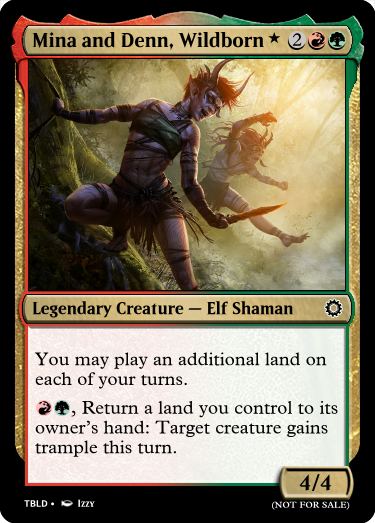 Mina and Denn, Wildborn ★ 2
Legendary Creature — Elf Shaman
You may play an additional land on
each of your turns.
, Return a land you control to its
owner's hand: Target creature gains
trample this turn.
4/4
TBLD • Izzy
(NOT FOR SALE)